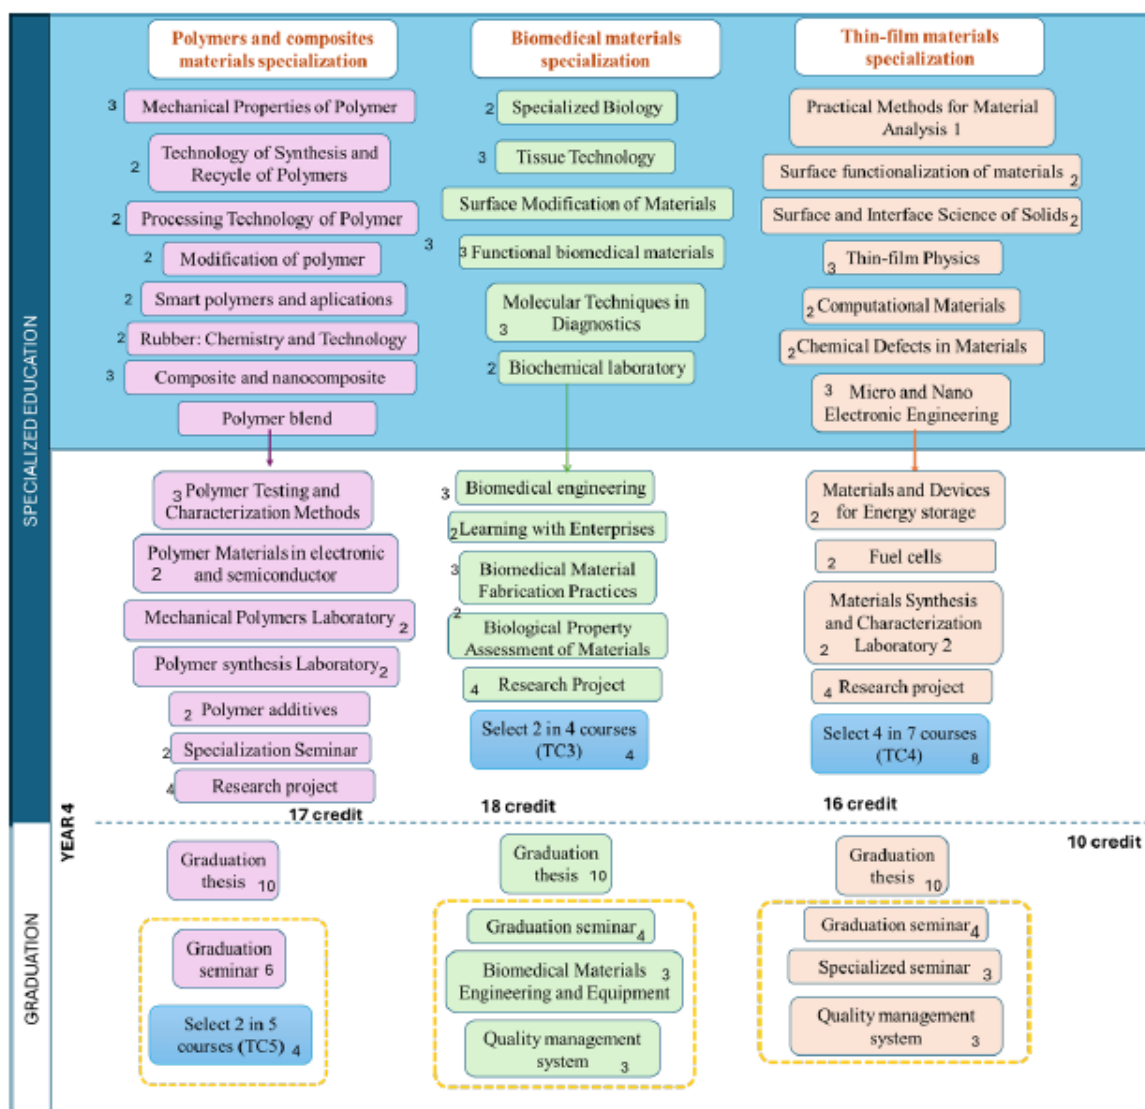 SPECIALIZED EDUCATION
Polymers and composites
materials specialization
3 Mechanical Properties of Polymer
Technology of Synthesis and
2 Recycle of Polymers
2 Processing Technology of Polymer
2 Modification of polymer
2 Smart polymers and aplications
2 Rubber: Chemistry and Technology
3 Composite and nanocomposite
Polymer blend
Biomedical materials
specialization
2 Specialized Biology
3 Tissue Technology
Surface Modification of Materials
3 3 Functional biomedical materials
Molecular Techniques in
3 Diagnostics
2 Biochemical laboratory
Thin-film materials
specialization
Practical Methods for Material
Analysis 1
Surface functionalization of materials 2
Surface and Interface Science of Solids 2
3 Thin-film Physics
2 Computational Materials
2 Chemical Defects in Materials
3 Micro and Nano
Electronic Engineering
YEAR 4
3 Polymer Testing and
Characterization Methods
Polymer Materials in electronic
2 and semiconductor
Mechanical Polymers Laboratory 2
Polymer synthesis Laboratory 2
2 Polymer additives
2 Specialization Seminar
4 Research project
17 credit
3 Biomedical engineering
2 Learning with Enterprises
3 Biomedical Material
Fabrication Practices
2 Biological Property
Assessment of Materials
4 Research Project
Select 2 in 4 courses
(TC3) 4
18 credit
Materials and Devices
2 for Energy storage
2 Fuel cells
Materials Synthesis
and Characterization
2 Laboratory 2
4 Research project
Select 4 in 7 courses
(TC4) 8
16 credit
10 credit
GRADUATION
Graduation
thesis 10
Graduation
seminar 6
Select 2 in 5
courses (TC5) 4
Graduation
thesis 10
Graduation seminar 4
Biomedical Materials 3
Engineering and Equipment
Quality management
system 3
Graduation
thesis 10
Graduation seminar 4
Specialized seminar 3
Quality management
system 3